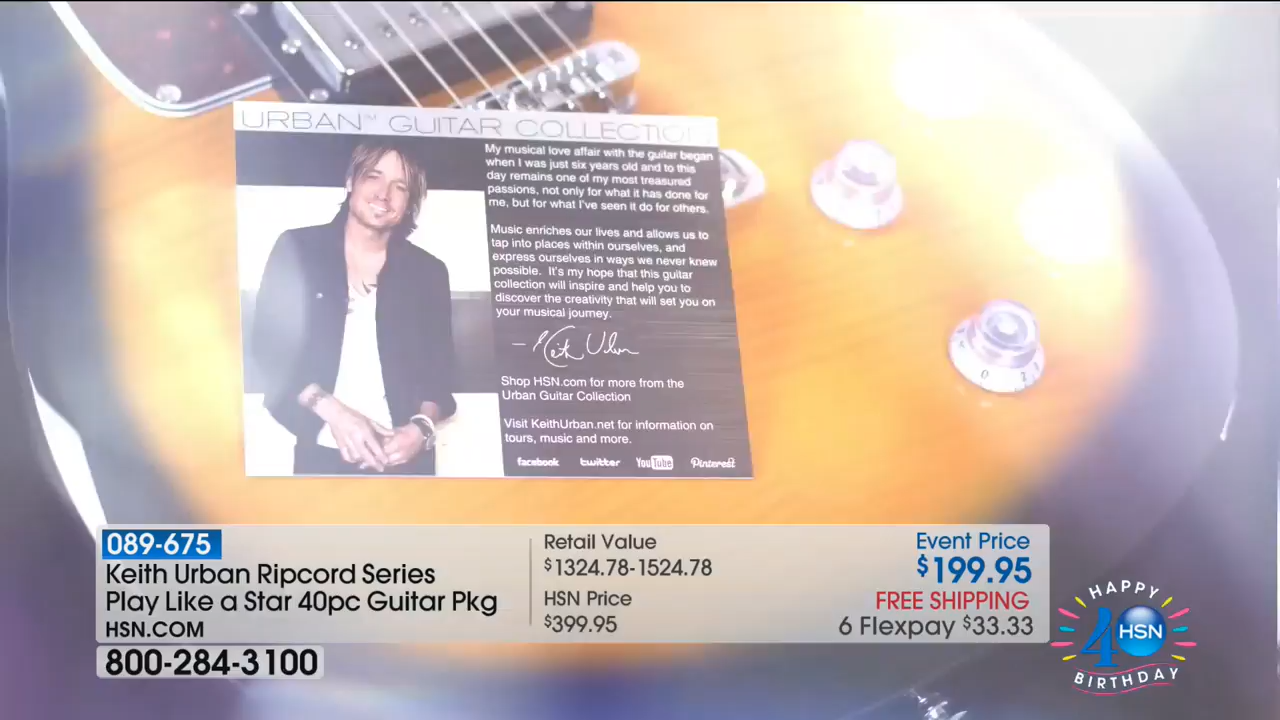 URBAN™ GUITAR COLLECTION
My musical love affair with the guitar began
when I was just six years old and to this
day remains one of my most treasured
passions, not only for what it has done for
me, but for what I've seen it do for others.
Music enriches our lives and allows us to
tap into places within ourselves, and
express ourselves in ways we never knew
possible. It's my hope that this guitar
collection will inspire and help you to
discover the creativity that will set you on
your musical journey.
– Keith Urban
Shop HSN.com for more from the
Urban Guitar Collection
Visit KeithUrban.net for information on
tours, music and more.
facebook twitter YouTube Pinterest
0 2
089-675
Keith Urban Ripcord Series
Play Like a Star 40pc Guitar Pkg
HSN.COM
800-284-3100
Retail Value
$1324.78-1524.78
HSN Price
$399.95
Event Price
$199.95
FREE SHIPPING
6 Flexpay $33.33
HAPPY
40 HSN
BIRTHDAY